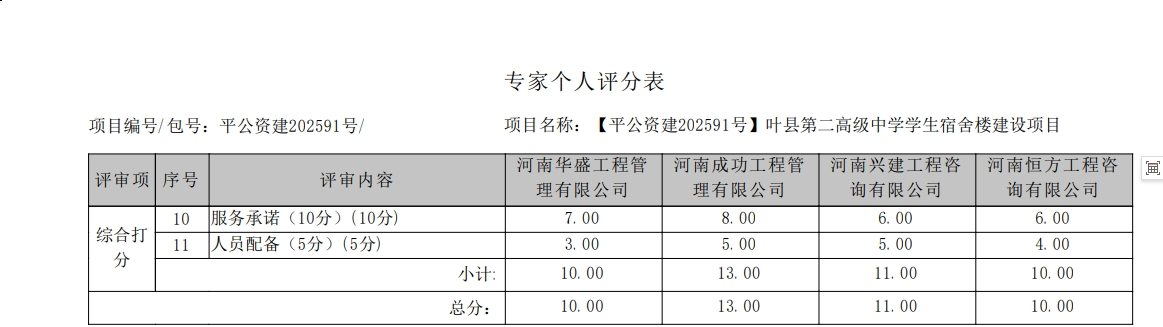 专家个人评分表
项目编号/包号：平公资建202591号/ 项目名称：【平公资建202591号】叶县第二高级中学学生宿舍楼建设项目
评审项 序号 评审内容 河南华盛工程管理有限公司 河南成功工程管理有限公司 河南兴建工程咨询有限公司 河南恒方工程咨询有限公司
综合打分
10 服务承诺（10分）(10分) 7.00 8.00 6.00 6.00
11 人员配备（5分）(5分) 3.00 5.00 5.00 4.00
小计: 10.00 13.00 11.00 10.00
总分： 10.00 13.00 11.00 10.00